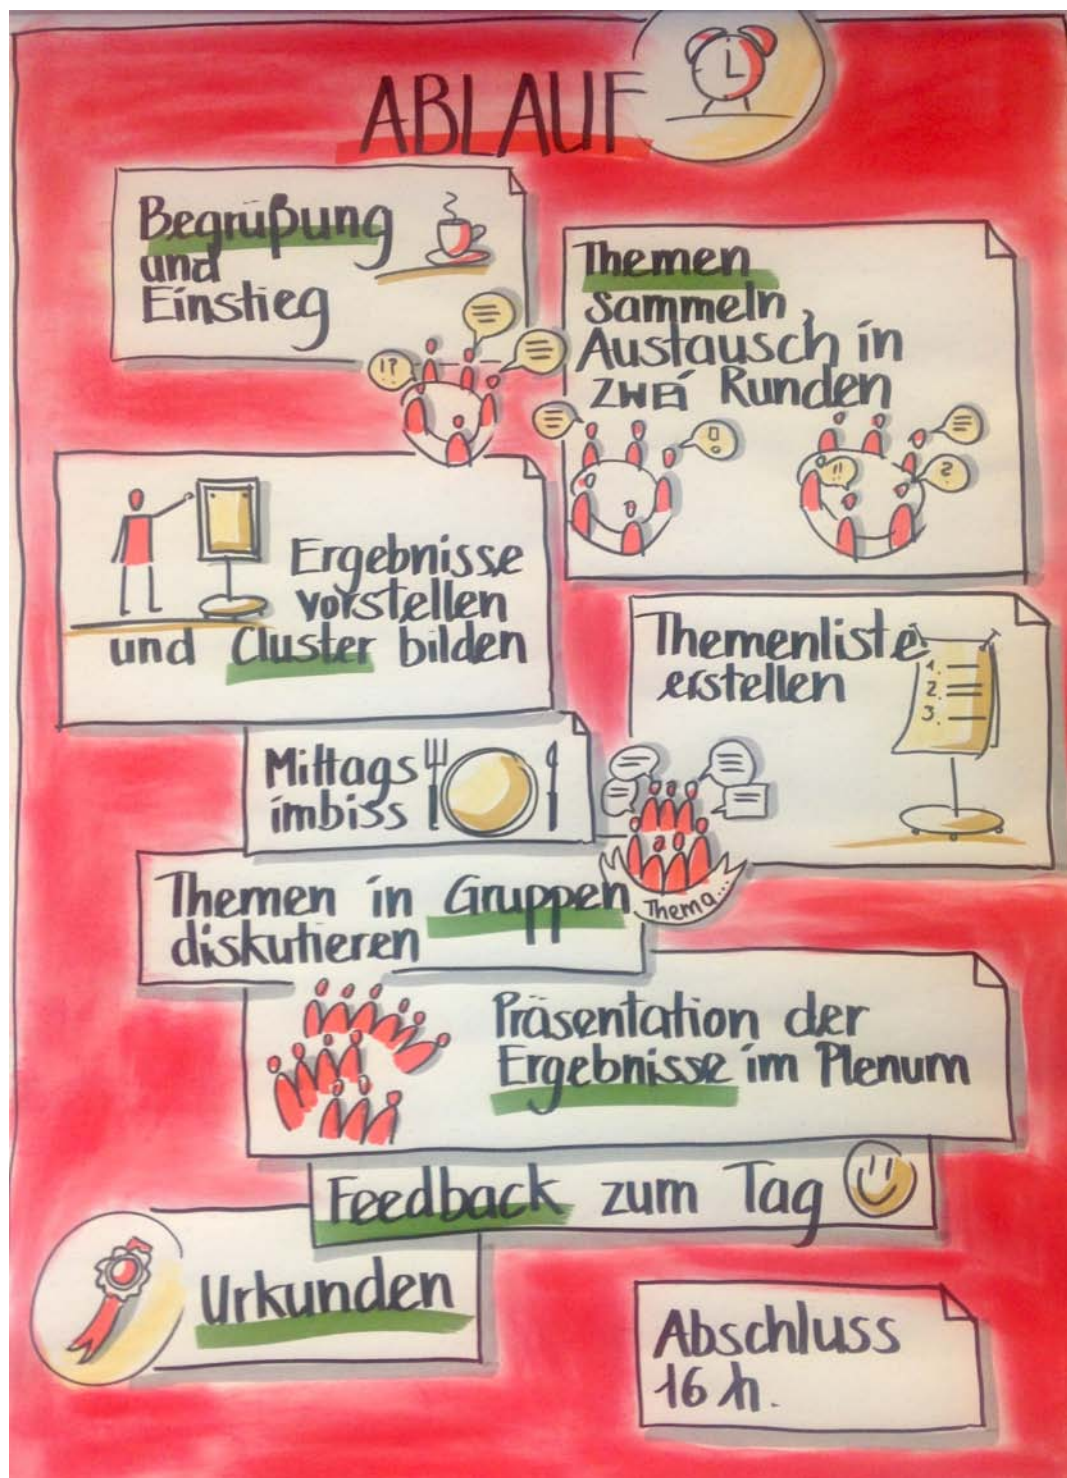 ABLAUF
Begrüßung
und
Einstieg
Themen
sammeln,
Austausch in
ZWEI Runden
!?
Ergebnisse
vorstellen
und Cluster bilden
Themenliste
erstellen
1.
2.
3.
Mittags
imbiss
Themen in Gruppen
diskutieren
Thema...
Präsentation der
Ergebnisse im Plenum
Feedback zum Tag
Urkunden
Abschluss
16 h.